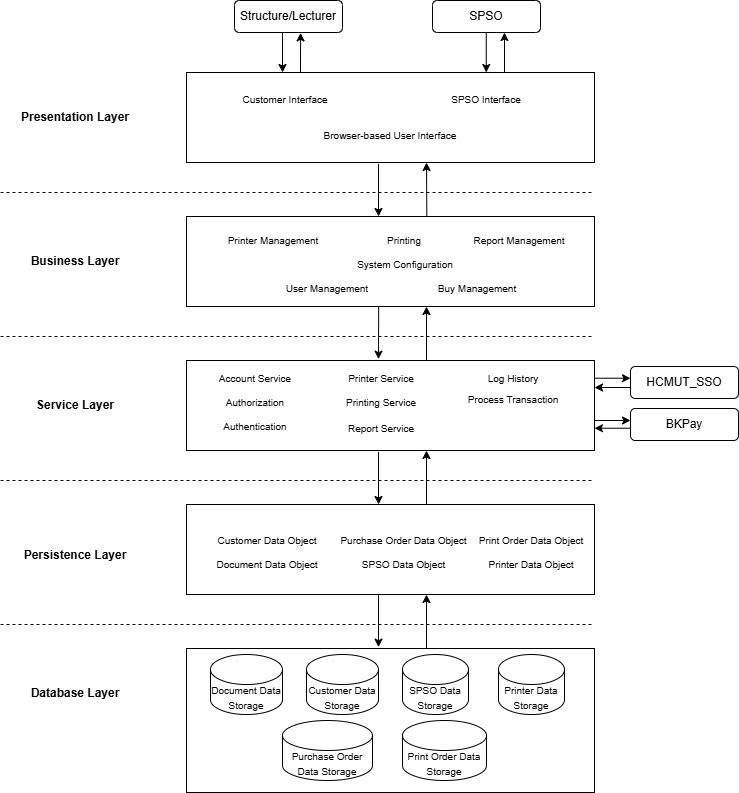 Structure/Lecturer
SPSO
Presentation Layer
Customer Interface
SPSO Interface
Browser-based User Interface
Business Layer
Printer Management
Printing
Report Management
System Configuration
User Management
Buy Management
Service Layer
Account Service
Printer Service
Log History
Authorization
Printing Service
Process Transaction
Authentication
Report Service
HCMUT_SSO
BKPay
Persistence Layer
Customer Data Object
Purchase Order Data Object
Print Order Data Object
Document Data Object
SPSO Data Object
Printer Data Object
Database Layer
Document Data
Storage
Customer Data
Storage
SPSO Data
Storage
Printer Data
Storage
Purchase Order
Data Storage
Print Order Data
Storage